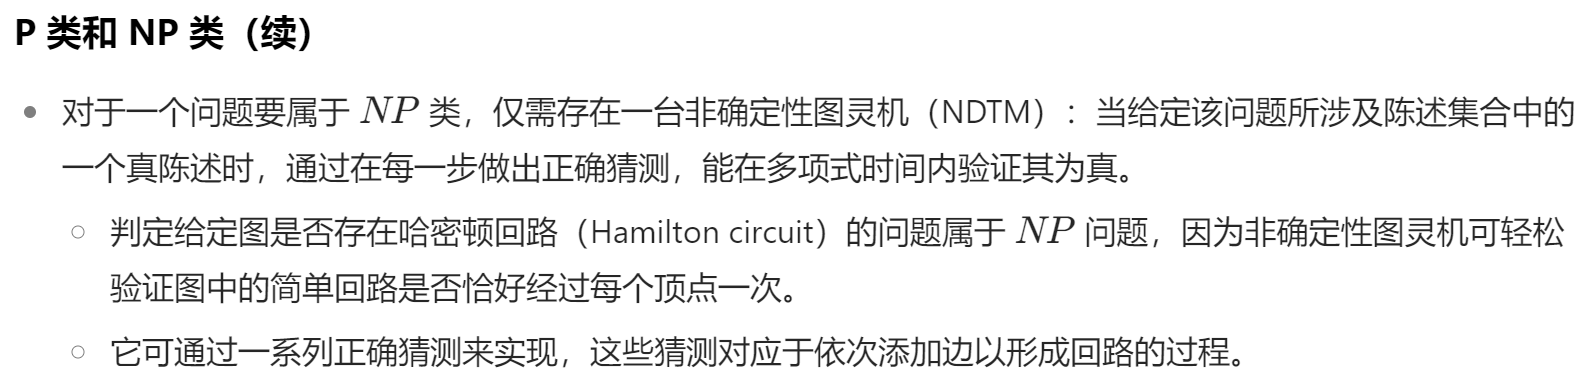 P 类和 NP 类（续）
对于一个问题要属于 NP 类，仅需存在一台非确定性图灵机（NDTM）：当给定该问题所涉及陈述集合中的
一个真陈述时，通过在每一步做出正确猜测，能在多项式时间内验证其为真。
判定给定图是否存在哈密顿回路（Hamilton circuit）的问题属于 NP 问题，因为非确定性图灵机可轻松
验证图中的简单回路是否恰好经过每个顶点一次。
它可通过一系列正确猜测来实现，这些猜测对应于依次添加边以形成回路的过程。